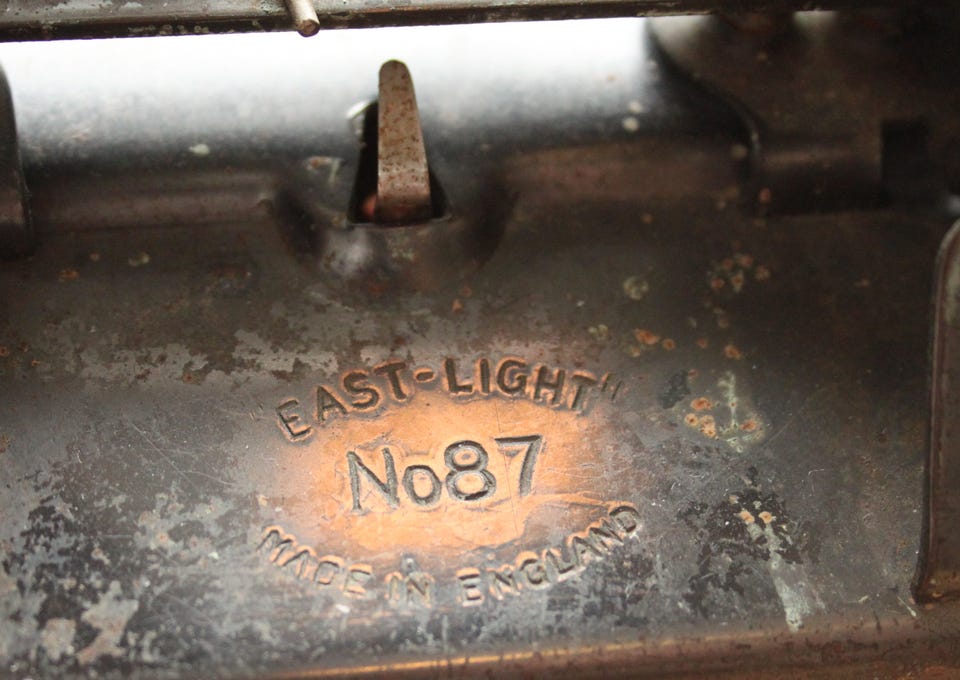 "EAST-LIGHT"
No87
MADE IN ENGLAND